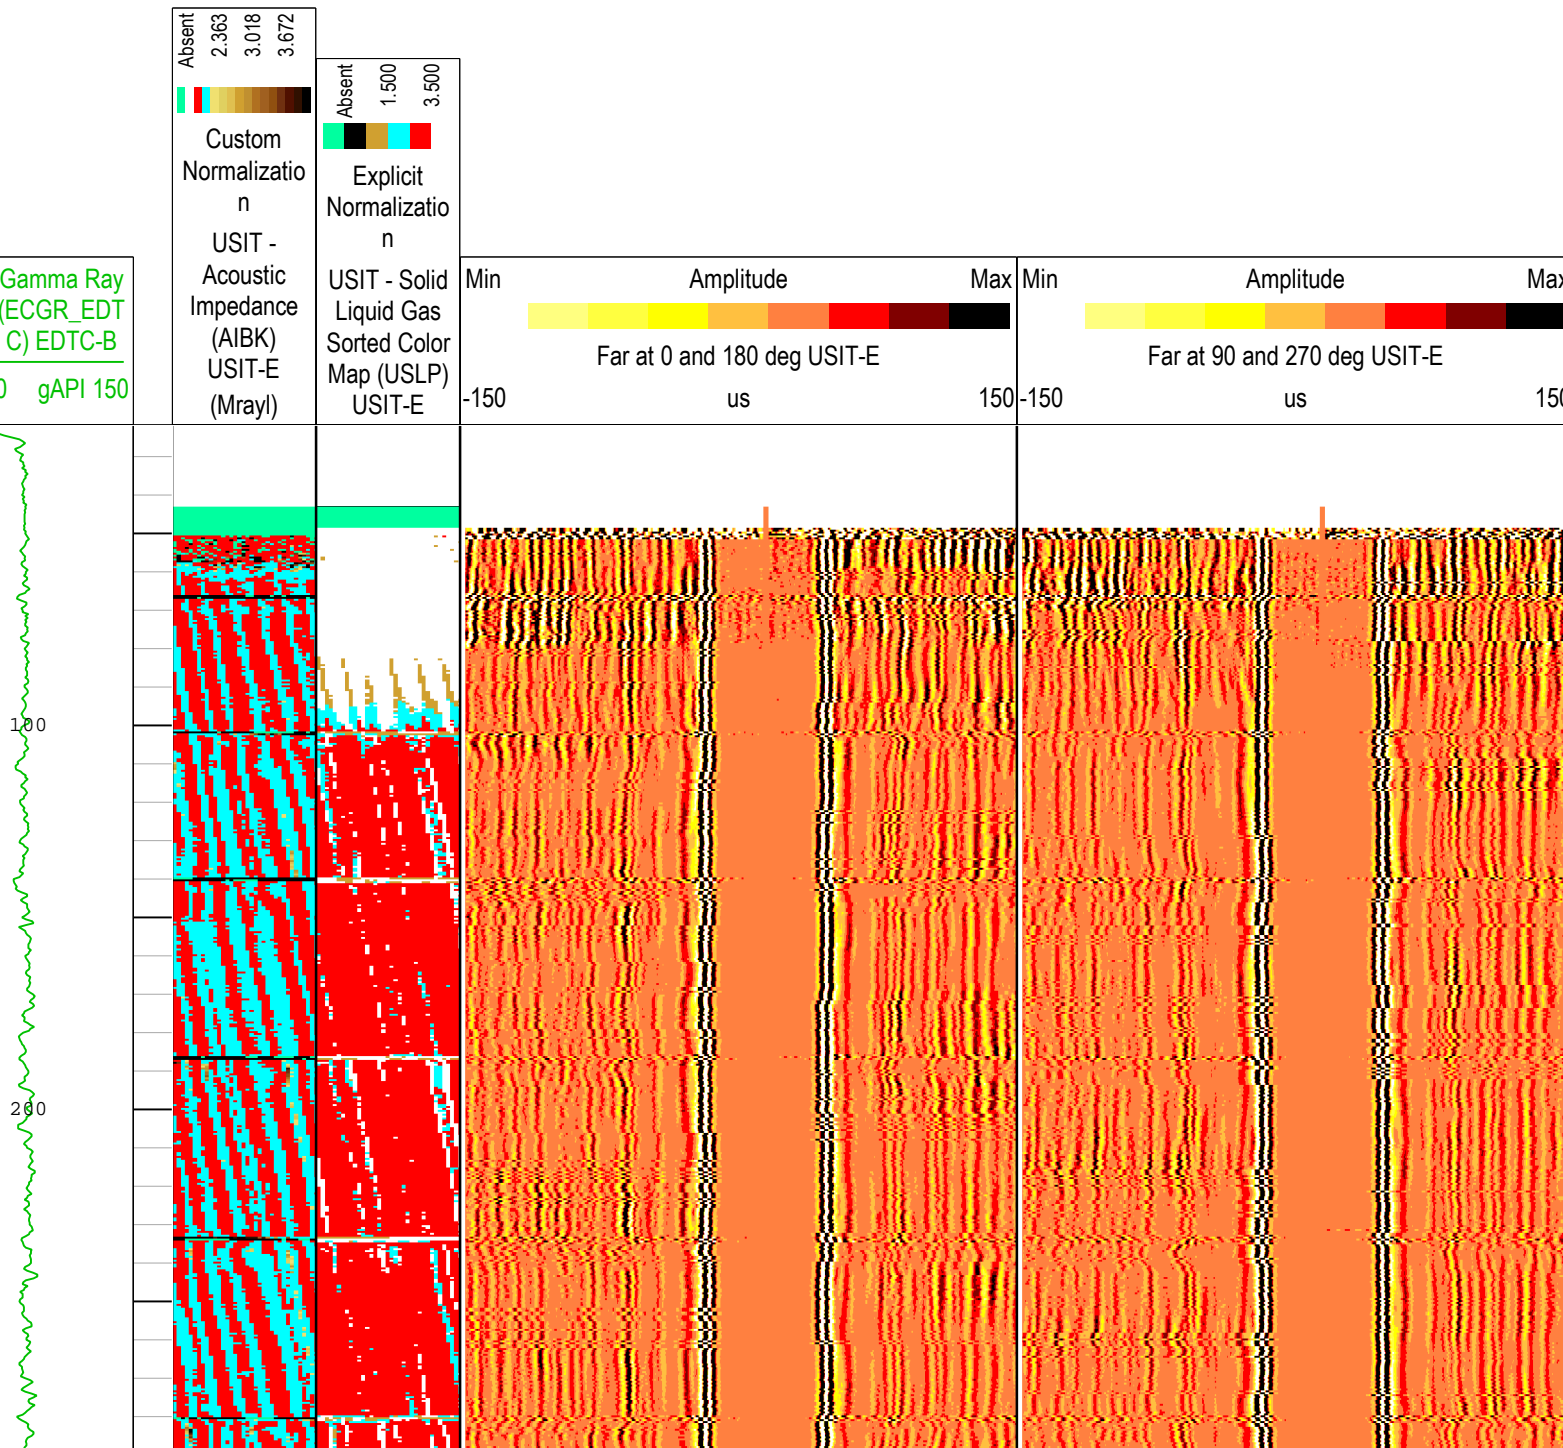 Absent
2.363
3.018
3.672
Custom
Normalizatio
n
USIT -
Acoustic
Impedance
(AIBK)
USIT-E
(Mrayl)
Absent
1.500
3.500
Explicit
Normalizatio
n
USIT - Solid
Liquid Gas
Sorted Color
Map (USLP)
USIT-E
Gamma Ray
(ECGR_EDT
C) EDTC-B
0 gAPI 150
Min Amplitude Max
Far at 0 and 180 deg USIT-E
-150 us 150
Min Amplitude Max
Far at 90 and 270 deg USIT-E
-150 us 150
100
200